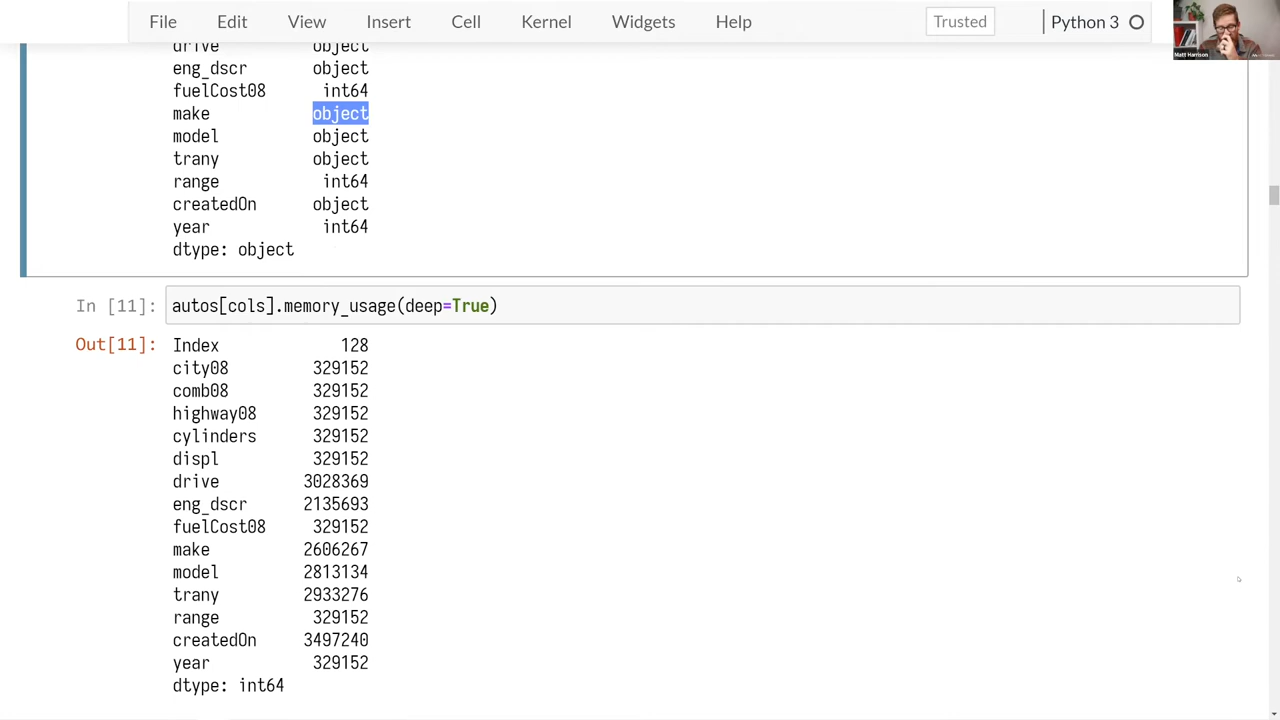 File Edit View Insert Cell Kernel Widgets Help Trusted Python 3
Matt Harrison
drive object
eng_dscr object
fuelCost08 int64
make object
model object
trany object
range int64
createdOn object
year int64
dtype: object
In [11]: autos[cols].memory_usage(deep=True)
Out[11]: Index 128
city08 329152
comb08 329152
highway08 329152
cylinders 329152
displ 329152
drive 3028369
eng_dscr 2135693
fuelCost08 329152
make 2606267
model 2813134
trany 2933276
range 329152
createdOn 3497240
year 329152
dtype: int64